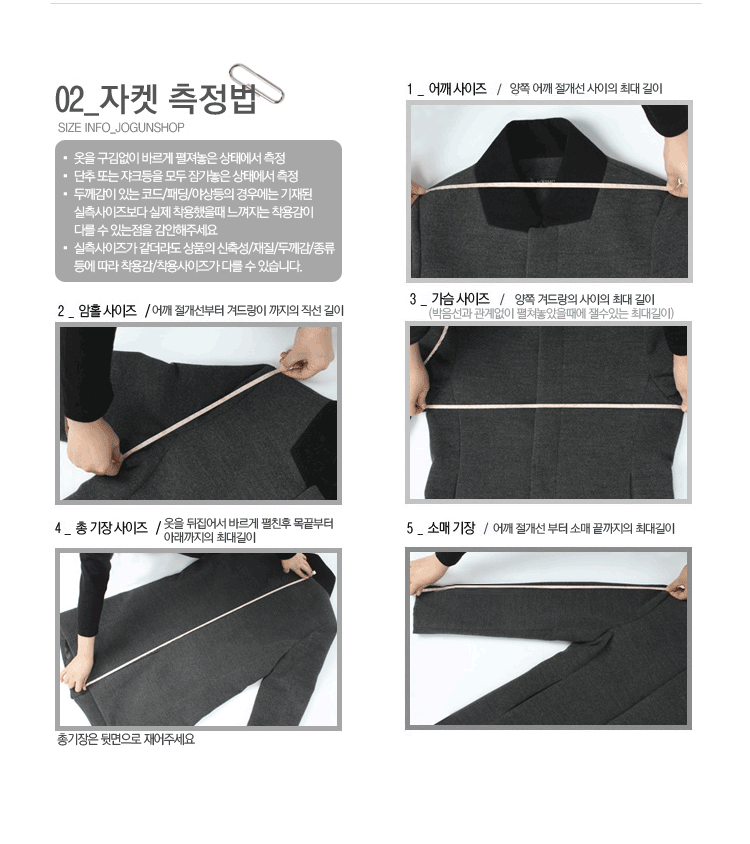 02_자켓 측정법
SIZE INFO_JOGUNSHOP
▪ 옷을 구김없이 바르게 펼쳐놓은 상태에서 측정
▪ 단추 또는 쟈크등을 모두 잠가놓은 상태에서 측정
▪ 두께감이 있는 코드/패딩/야상등의 경우에는 기재된
실측사이즈보다 실제 착용했을때 느껴지는 착용감이
다를 수 있는점을 감안해주세요
▪ 실측사이즈가 같더라도 상품의 신축성/재질/두께감/종류
등에 따라 착용감/착용사이즈가 다를 수 있습니다.
1 _ 어깨 사이즈 / 양쪽 어깨 절개선 사이의 최대 길이
2 _ 암홀 사이즈 / 어깨 절개선부터 겨드랑이 까지의 직선 길이
3 _ 가슴 사이즈 / 양쪽 겨드랑의 사이의 최대 길이
(박음선과 관계없이 펼쳐놓았을때에 잴수있는 최대길이)
4 _ 총 기장 사이즈 / 옷을 뒤집어서 바르게 펼친후 목끝부터
아래까지의 최대길이
5 _ 소매 기장 / 어깨 절개선 부터 소매 끝까지의 최대길이
총기장은 뒷면으로 재어주세요